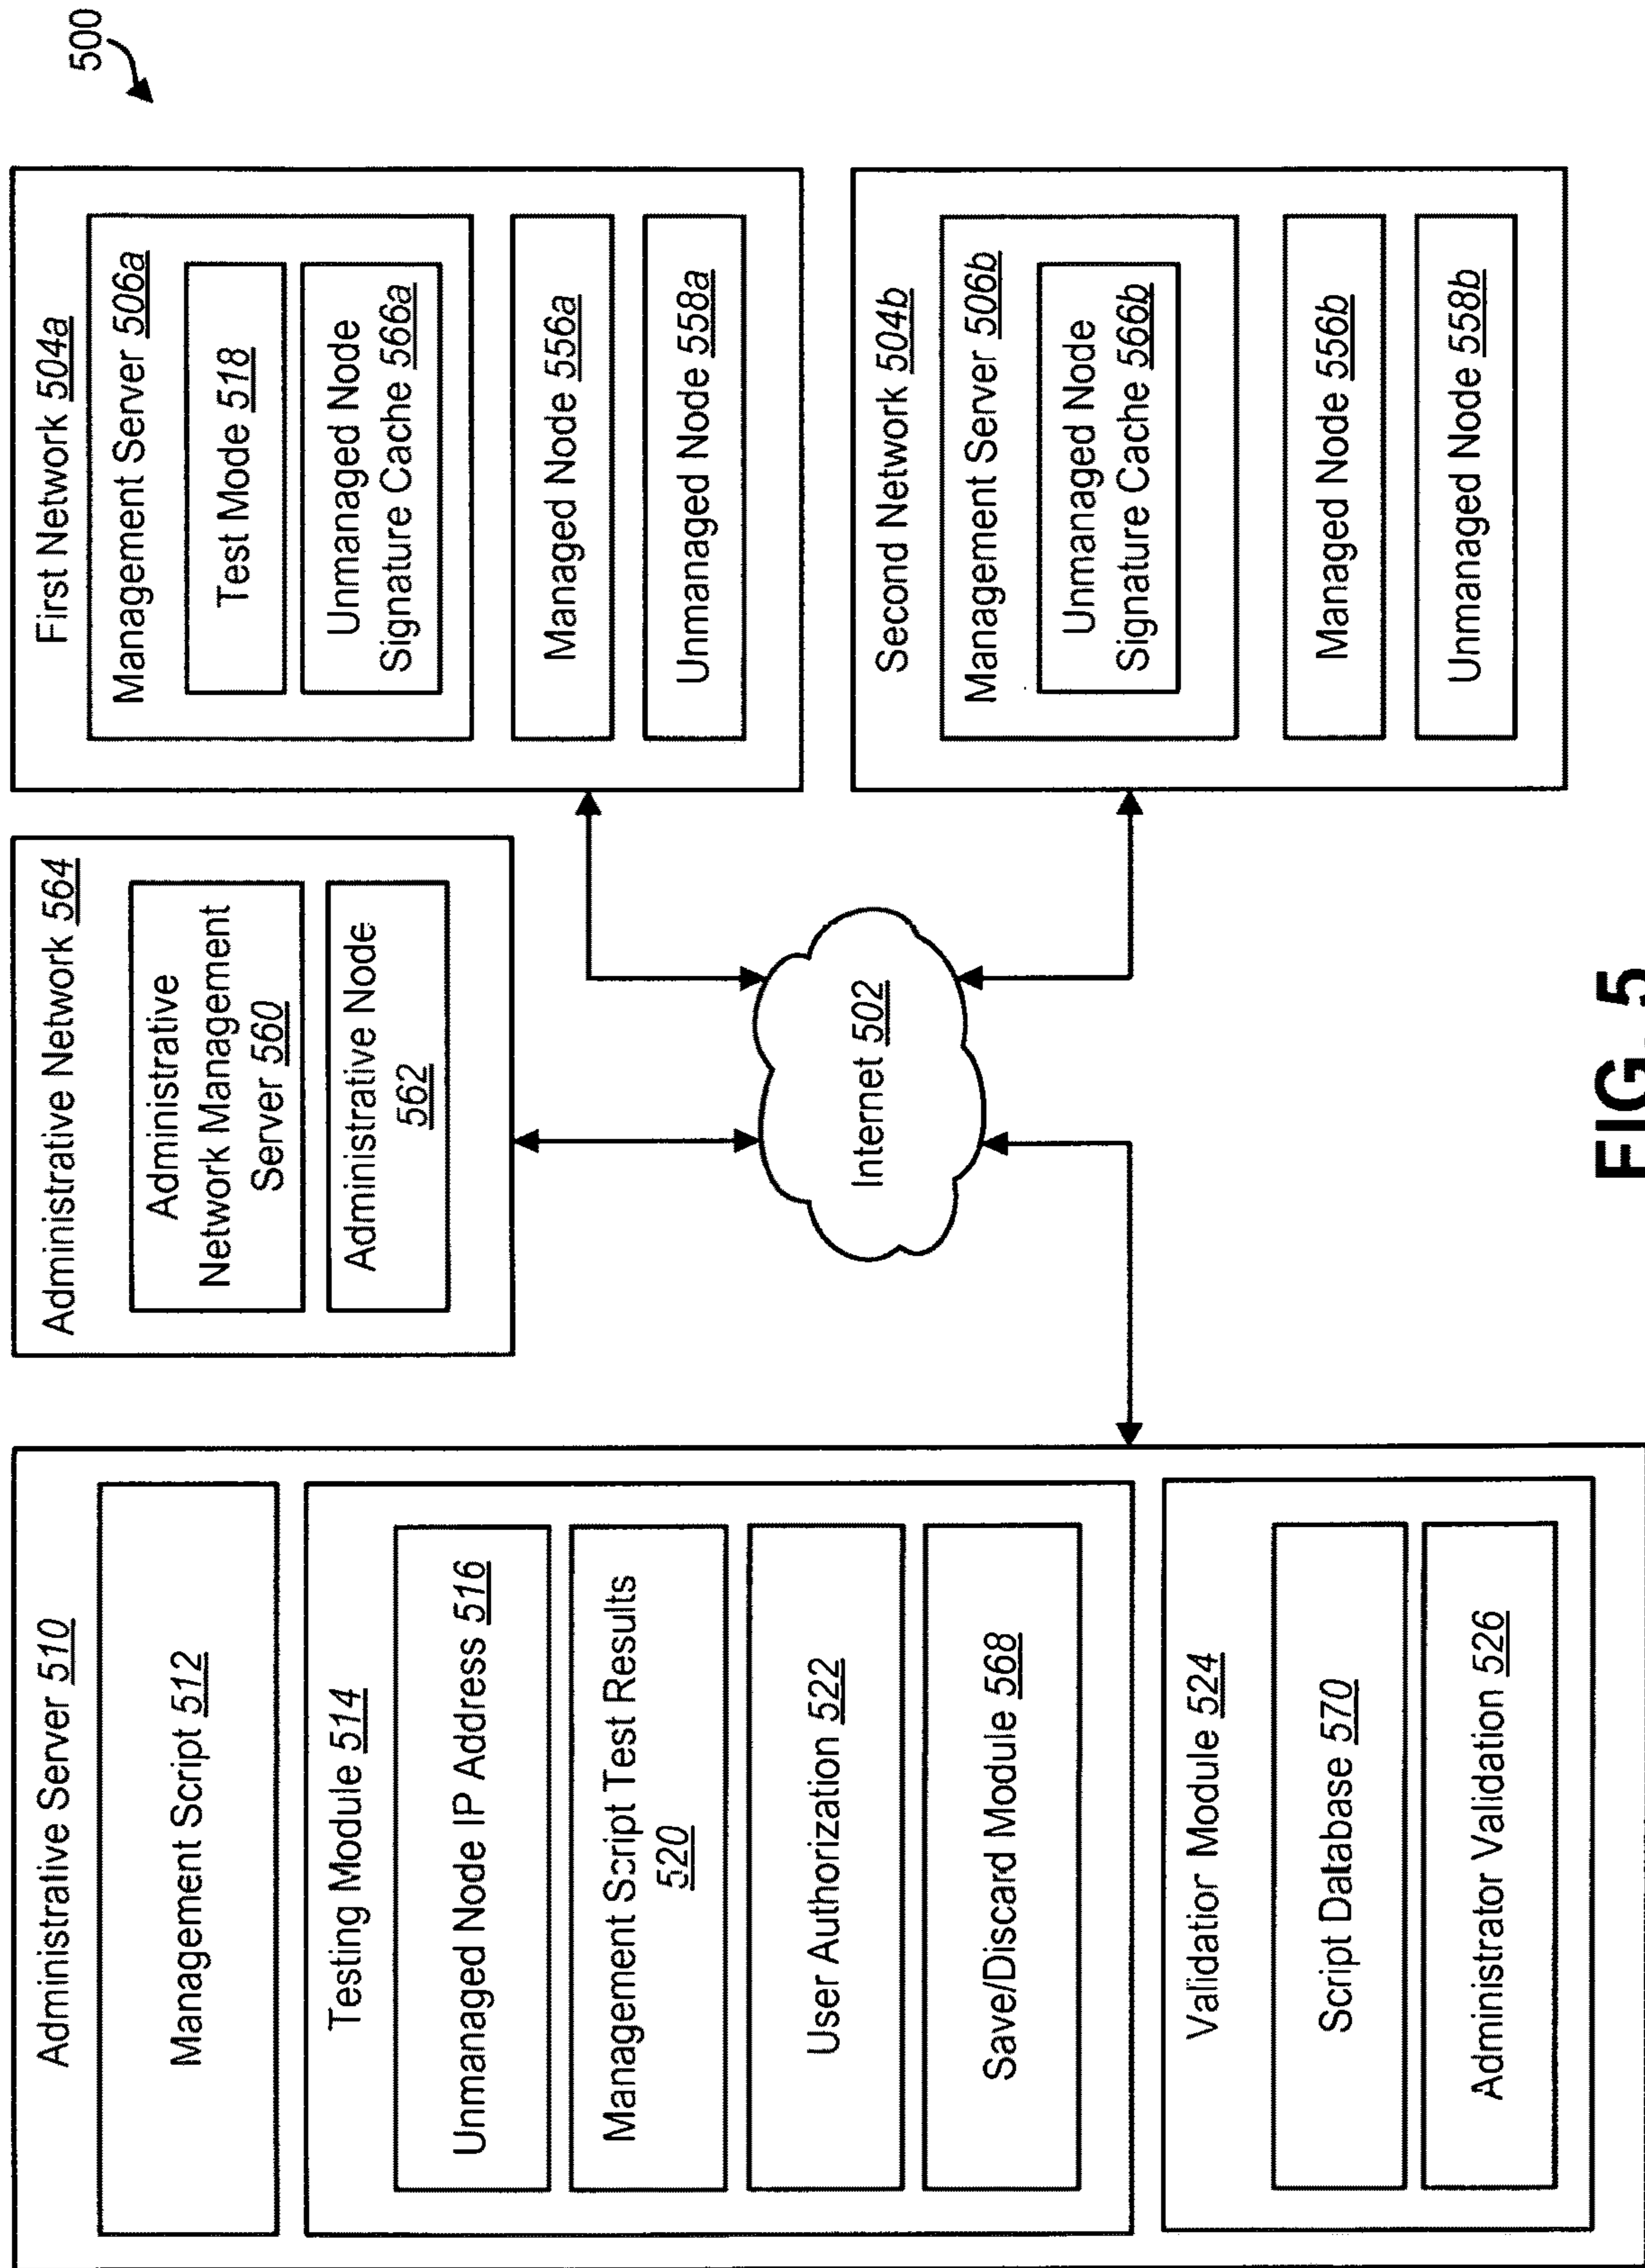 500
Administrative Server 510
Management Script 512
Testing Module 514
Unmanaged Node IP Address 516
Management Script Test Results
520
User Authorization 522
Save/Discard Module 568
Validatior Module 524
Script Database 570
Administrator Validation 526
Administrative Network 564
Administrative
Network Management
Server 560
Administrative Node
562
Internet 502
First Network 504a
Management Server 506a
Test Mode 518
Unmanaged Node
Signature Cache 566a
Managed Node 556a
Unmanaged Node 558a
Second Network 504b
Management Server 506b
Unmanaged Node
Signature Cache 566b
Managed Node 556b
Unmanaged Node 558b
FIG. 5